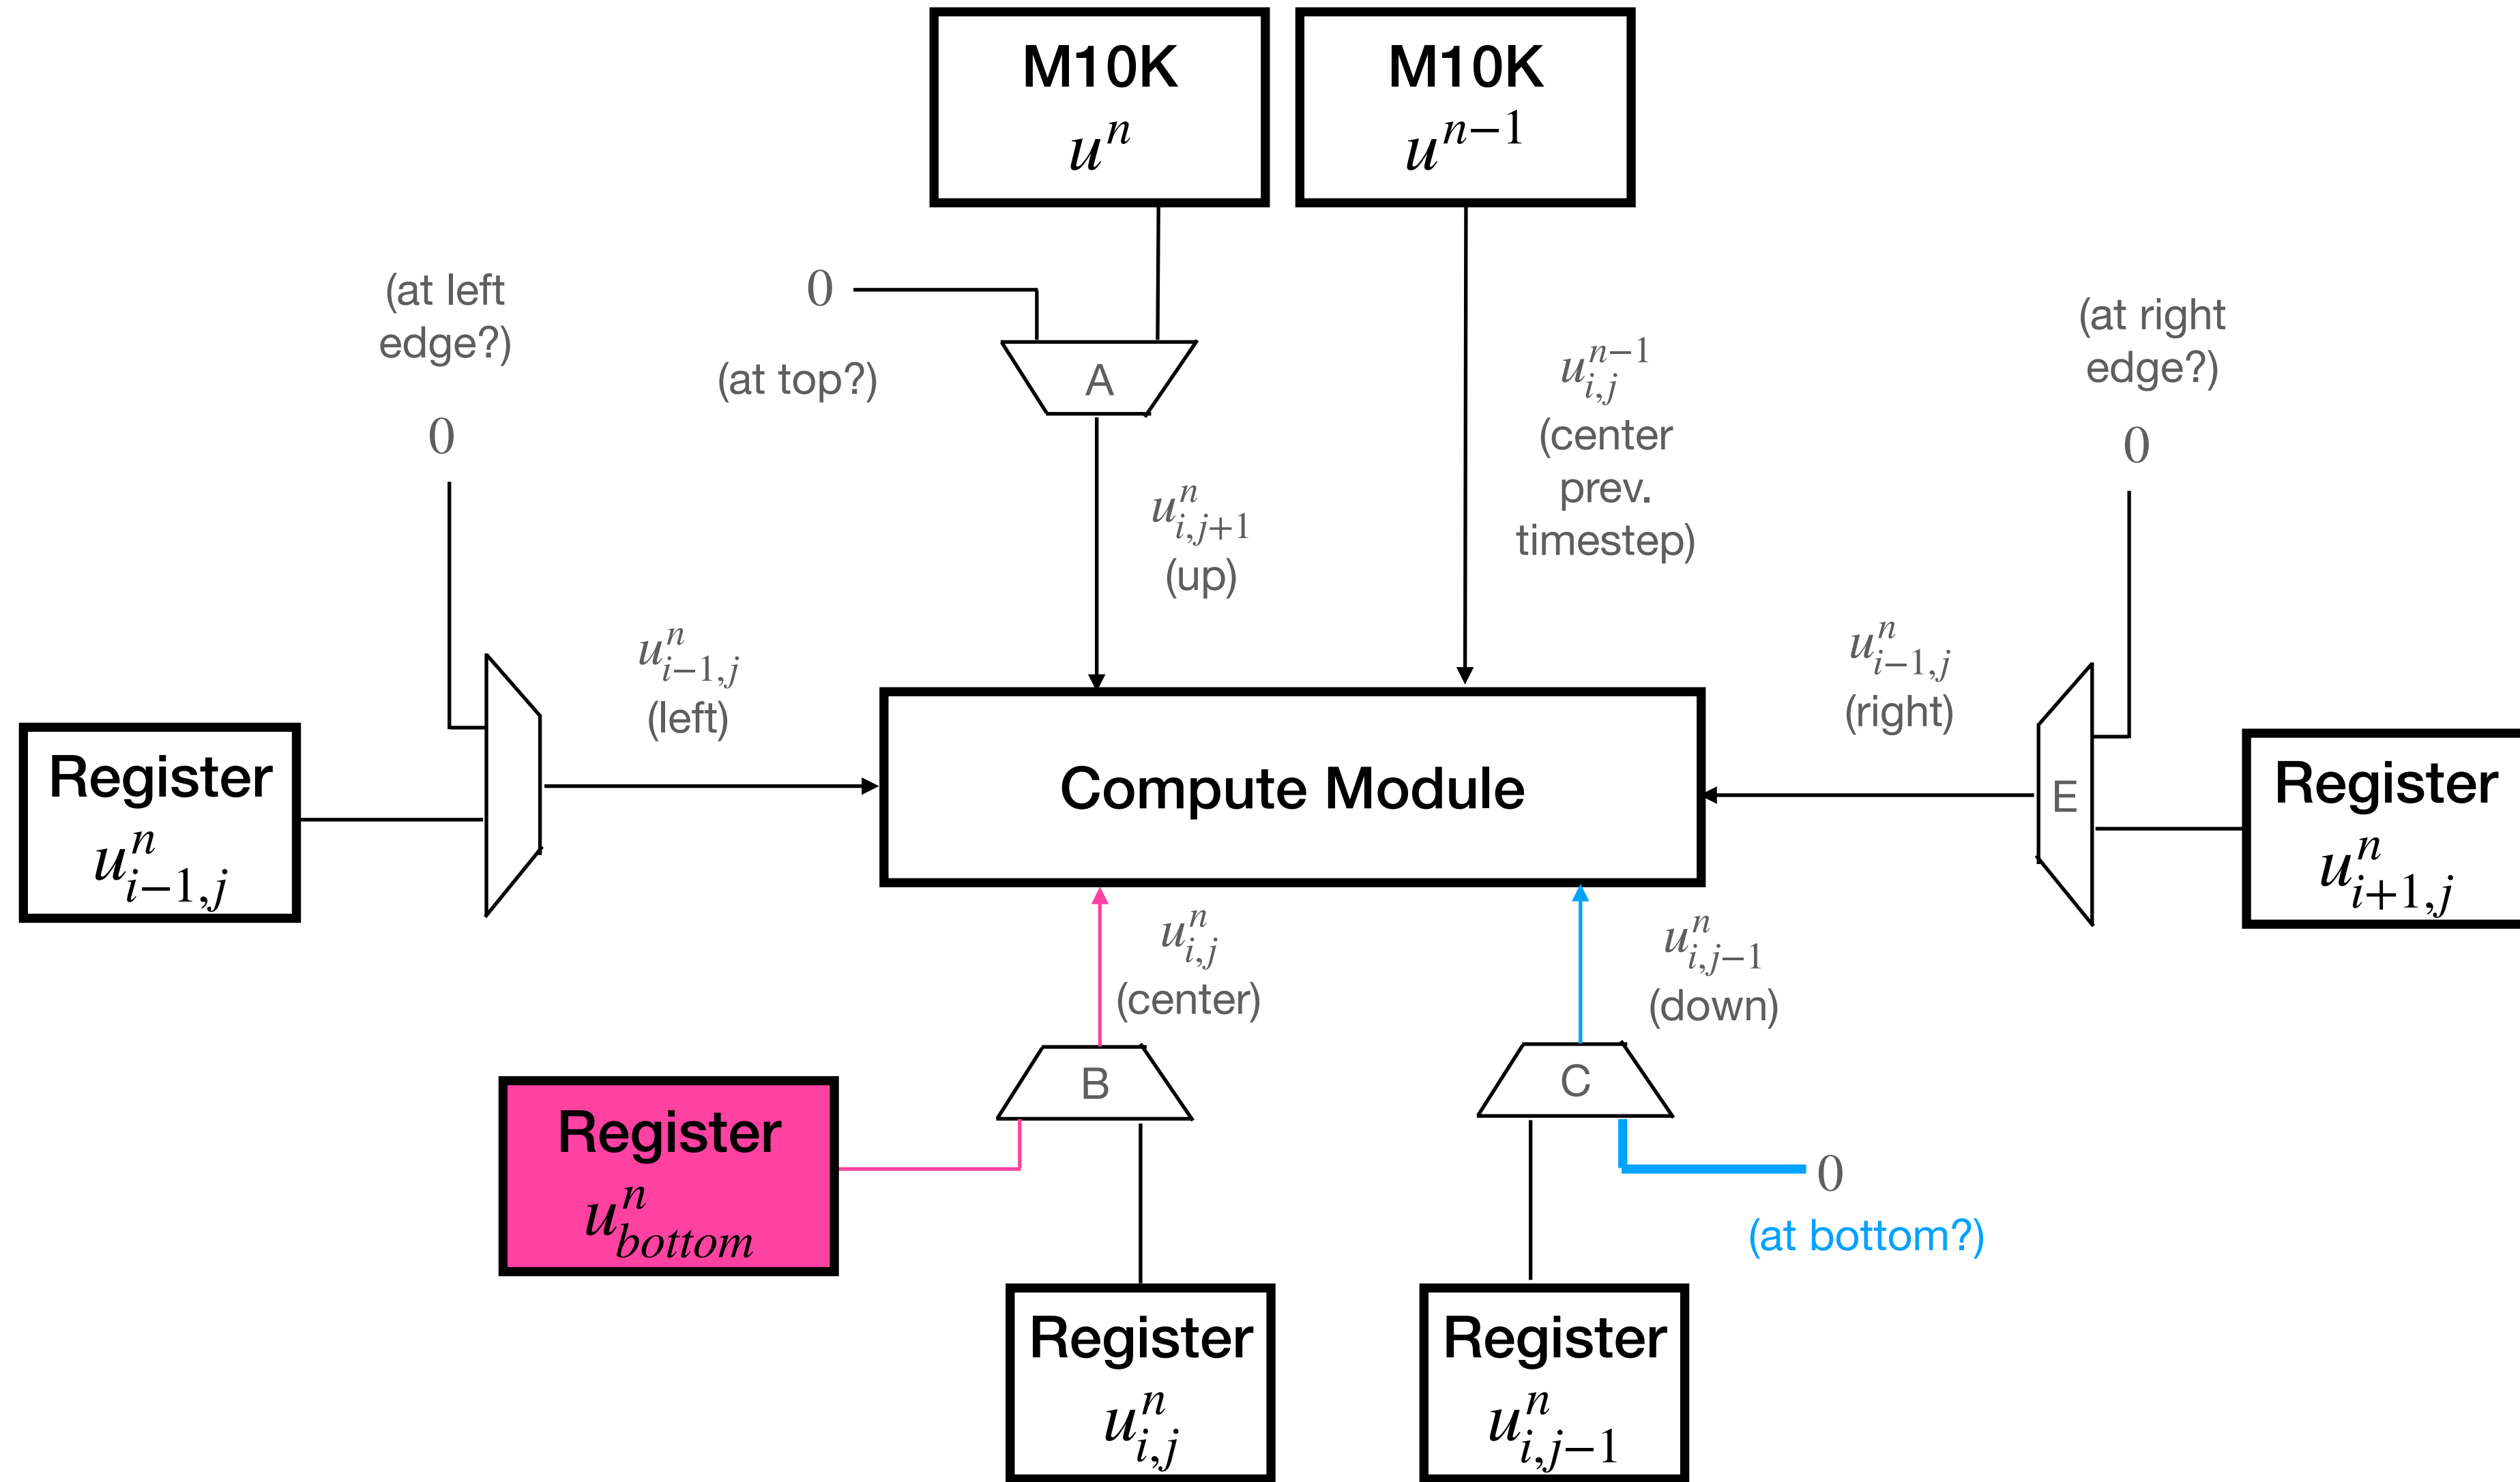 M10K
u^n
M10K
u^{n−1}
(at left
edge?)
0
0
(at top?)
A
u^{n−1}_{i,j}
(center
prev.
timestep)
(at right
edge?)
0
u^n_{i,j+1}
(up)
u^n_{i−1,j}
(left)
u^n_{i−1,j}
(right)
Register
u^n_{i−1,j}
Compute Module
E
Register
u^n_{i+1,j}
u^n_{i,j}
(center)
u^n_{i,j−1}
(down)
B
C
Register
u^n_{bottom}
0
(at bottom?)
Register
u^n_{i,j}
Register
u^n_{i,j−1}